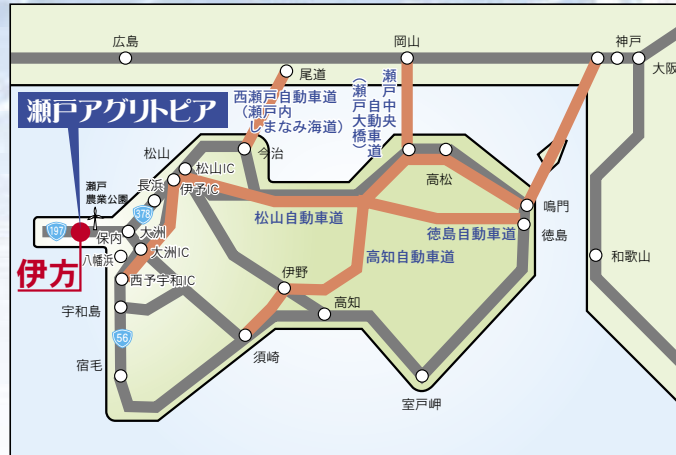 広島
岡山
神戸
大阪
尾道
瀬戸アグリトピア
西瀬戸自動車道
（瀬戸内
しまなみ海道）
瀬戸中央
自動車道
（瀬戸大橋）
松山
今治
松山IC
伊予IC
高松
瀬戸
農業公園
長浜
378
鳴門
197
保内
大洲
松山自動車道
徳島自動車道
徳島
大洲IC
八幡浜
高知自動車道
和歌山
伊方
西予宇和IC
伊野
宇和島
高知
56
須崎
宿毛
室戸岬